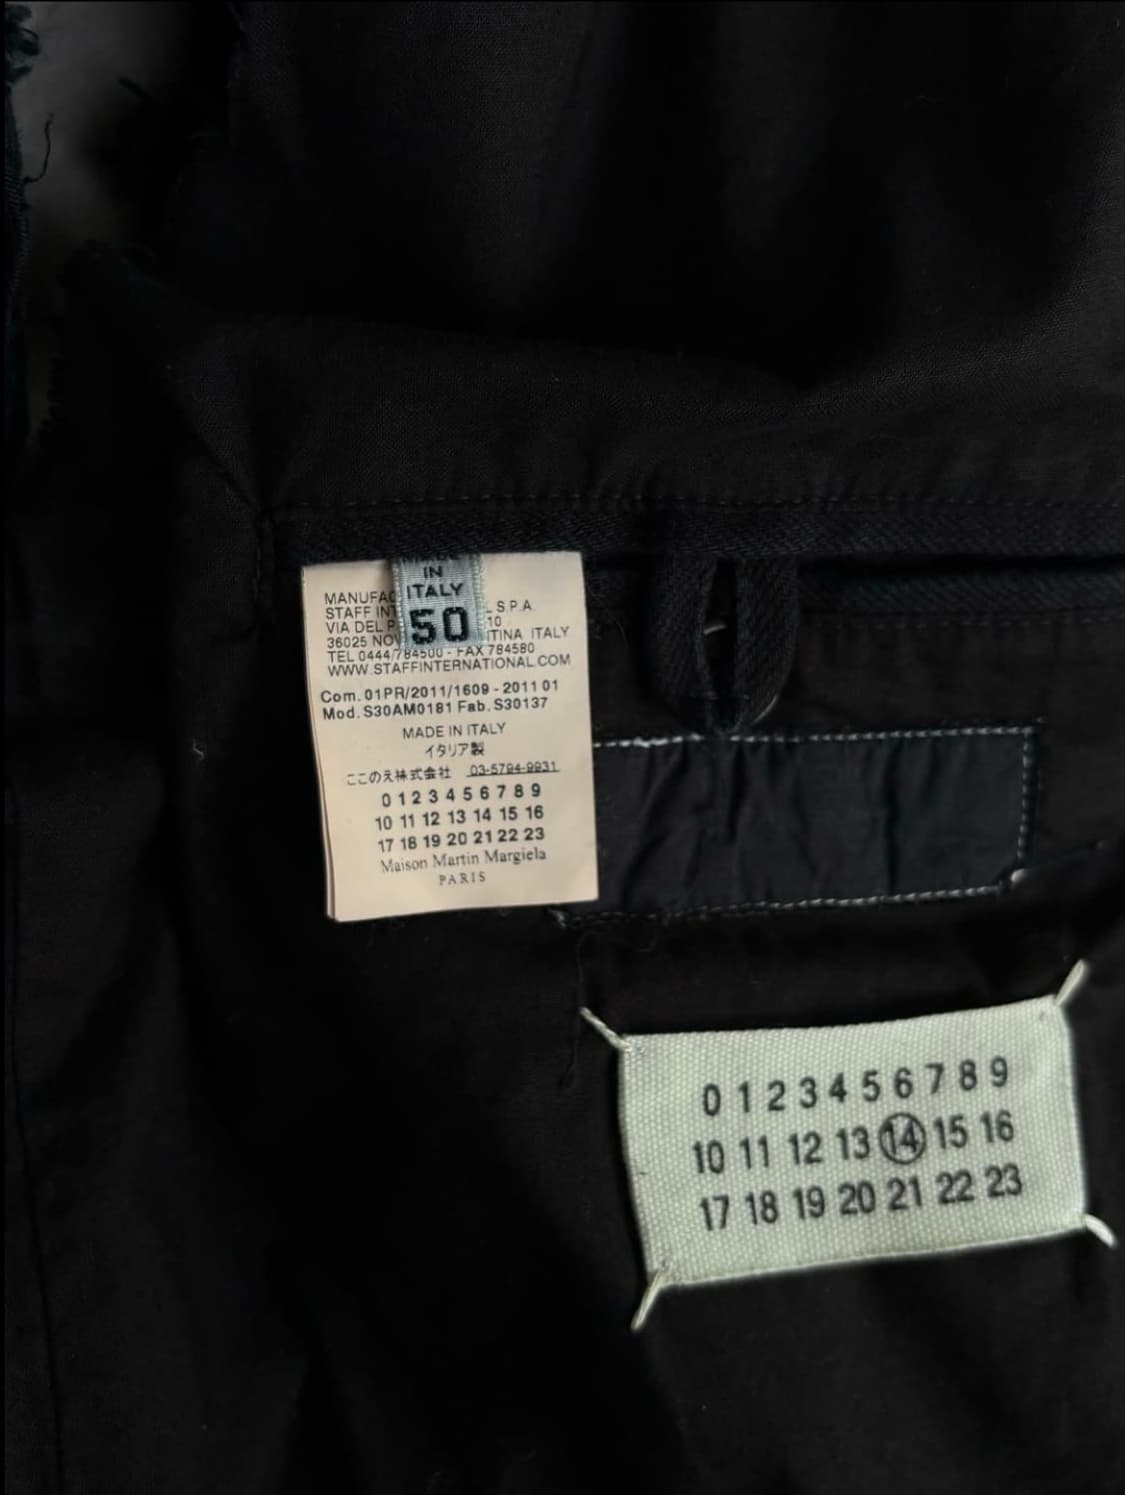 IN
ITALY
50
MANUFAC
STAFF INT L S.P.A.
VIA DEL P 10
36025 NOV NTINA ITALY
TEL 0444/784500 - FAX 784580
WWW.STAFFINTERNATIONAL.COM
Com. 01PR/2011/1609 - 2011 01
Mod. S30AM0181 Fab. S30137
MADE IN ITALY
イタリア製
ここのえ株式会社 03-5794-9931
0 1 2 3 4 5 6 7 8 9
10 11 12 13 14 15 16
17 18 19 20 21 22 23
Maison Martin Margiela
PARIS
0 1 2 3 4 5 6 7 8 9
10 11 12 13 14 15 16
17 18 19 20 21 22 23